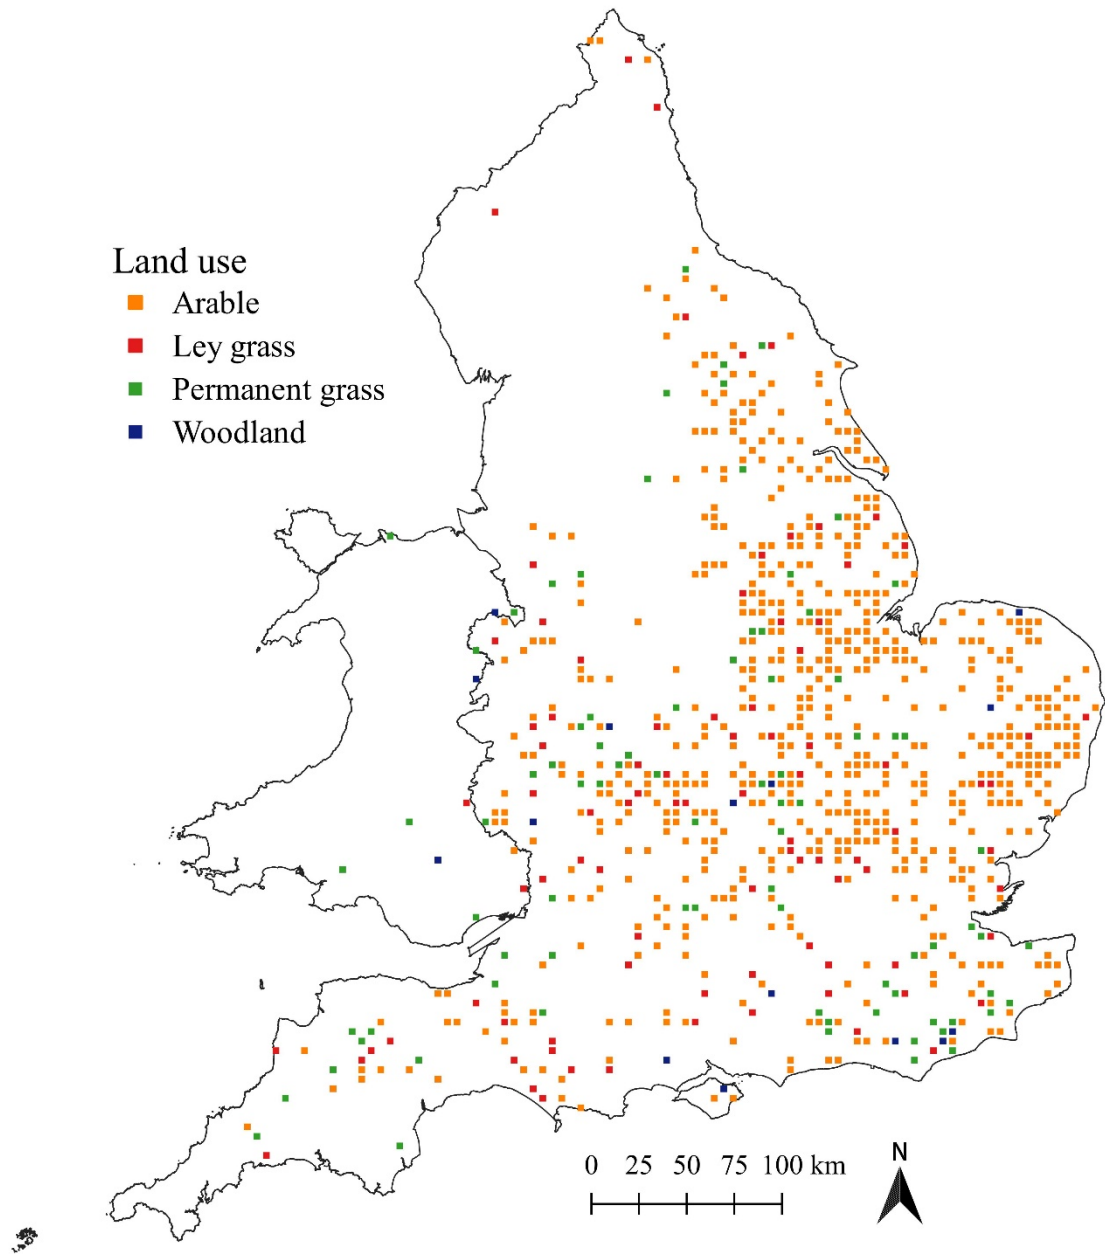 Land use
Arable
Ley grass
Permanent grass
Woodland
0 25 50 75 100 km
N